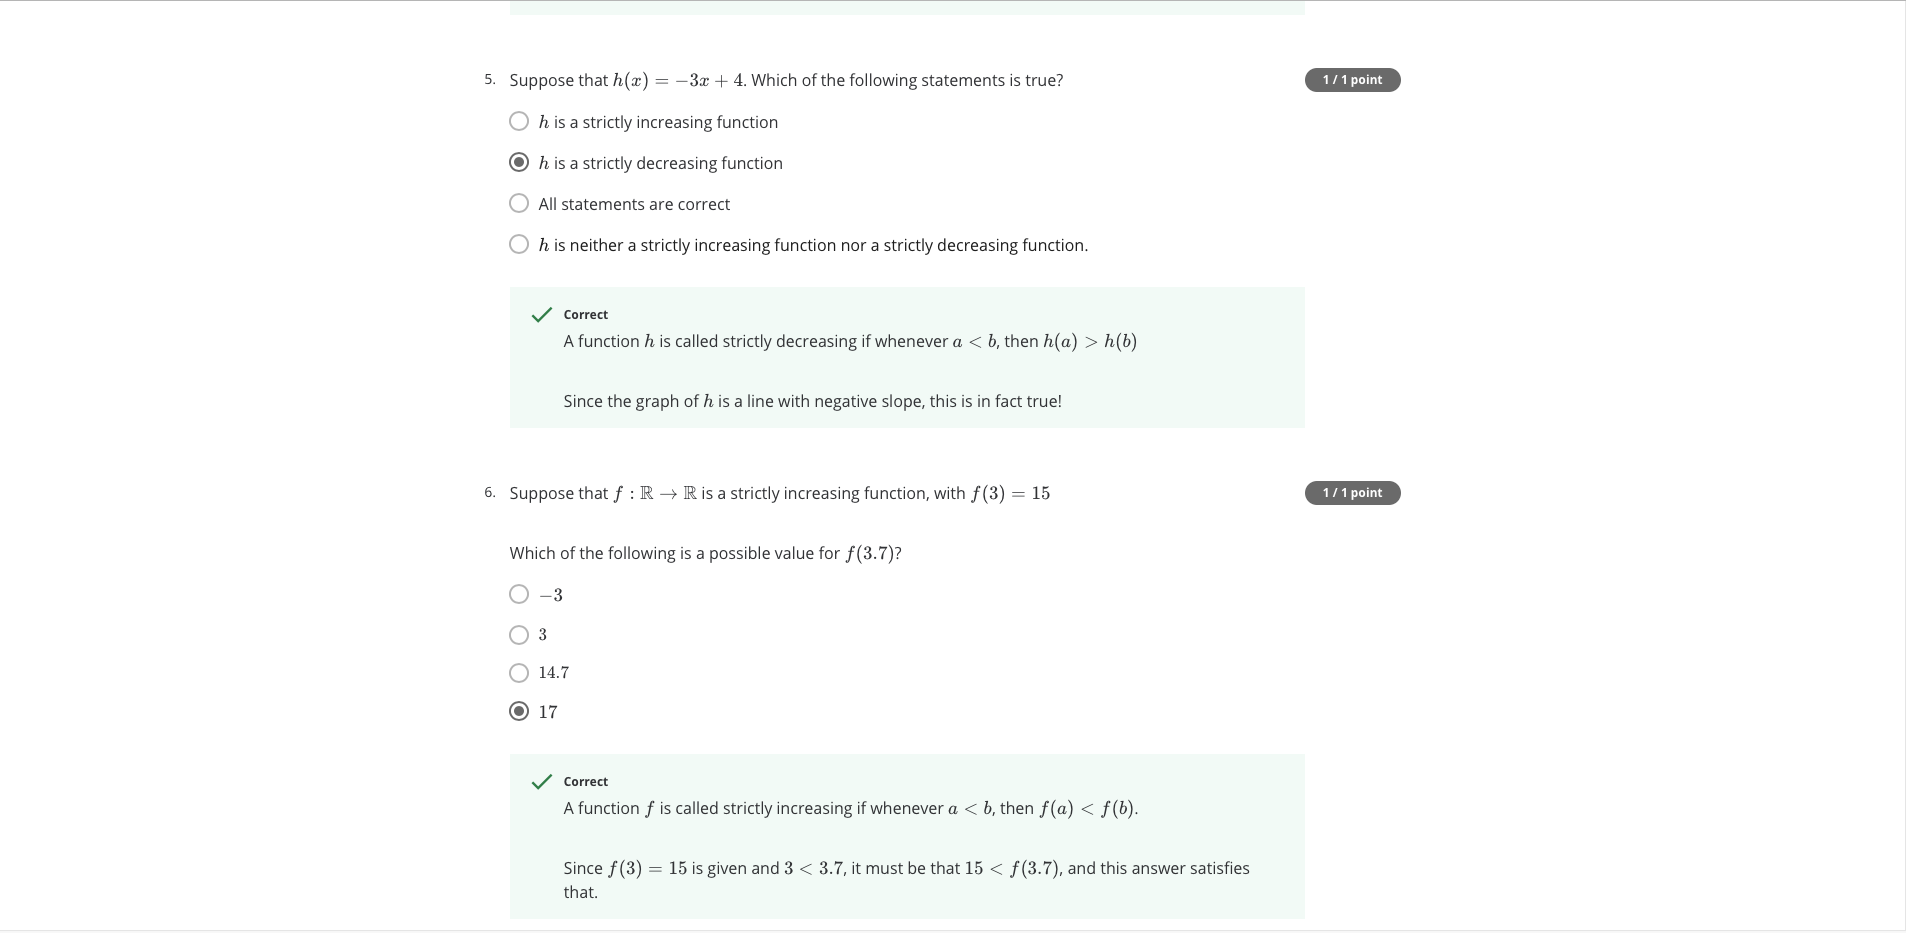 5. Suppose that h(x) = −3x + 4. Which of the following statements is true?
1 / 1 point
h is a strictly increasing function
h is a strictly decreasing function
All statements are correct
h is neither a strictly increasing function nor a strictly decreasing function.
Correct
A function h is called strictly decreasing if whenever a < b, then h(a) > h(b)
Since the graph of h is a line with negative slope, this is in fact true!
6. Suppose that f : ℝ → ℝ is a strictly increasing function, with f(3) = 15
1 / 1 point
Which of the following is a possible value for f(3.7)?
−3
3
14.7
17
Correct
A function f is called strictly increasing if whenever a < b, then f(a) < f(b).
Since f(3) = 15 is given and 3 < 3.7, it must be that 15 < f(3.7), and this answer satisfies
that.